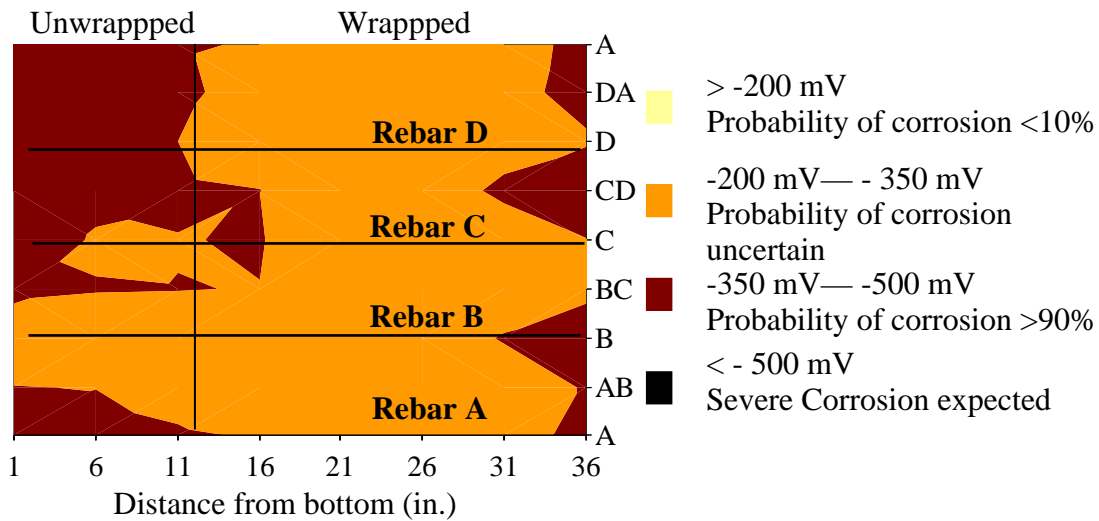 Unwrappped
Wrappped
A
DA
Rebar D
D
CD
Rebar C
C
BC
Rebar B
B
AB
Rebar A
A
1 6 11 16 21 26 31 36
Distance from bottom (in.)
> -200 mV
Probability of corrosion <10%
-200 mV— - 350 mV
Probability of corrosion
uncertain
-350 mV— -500 mV
Probability of corrosion >90%
< - 500 mV
Severe Corrosion expected